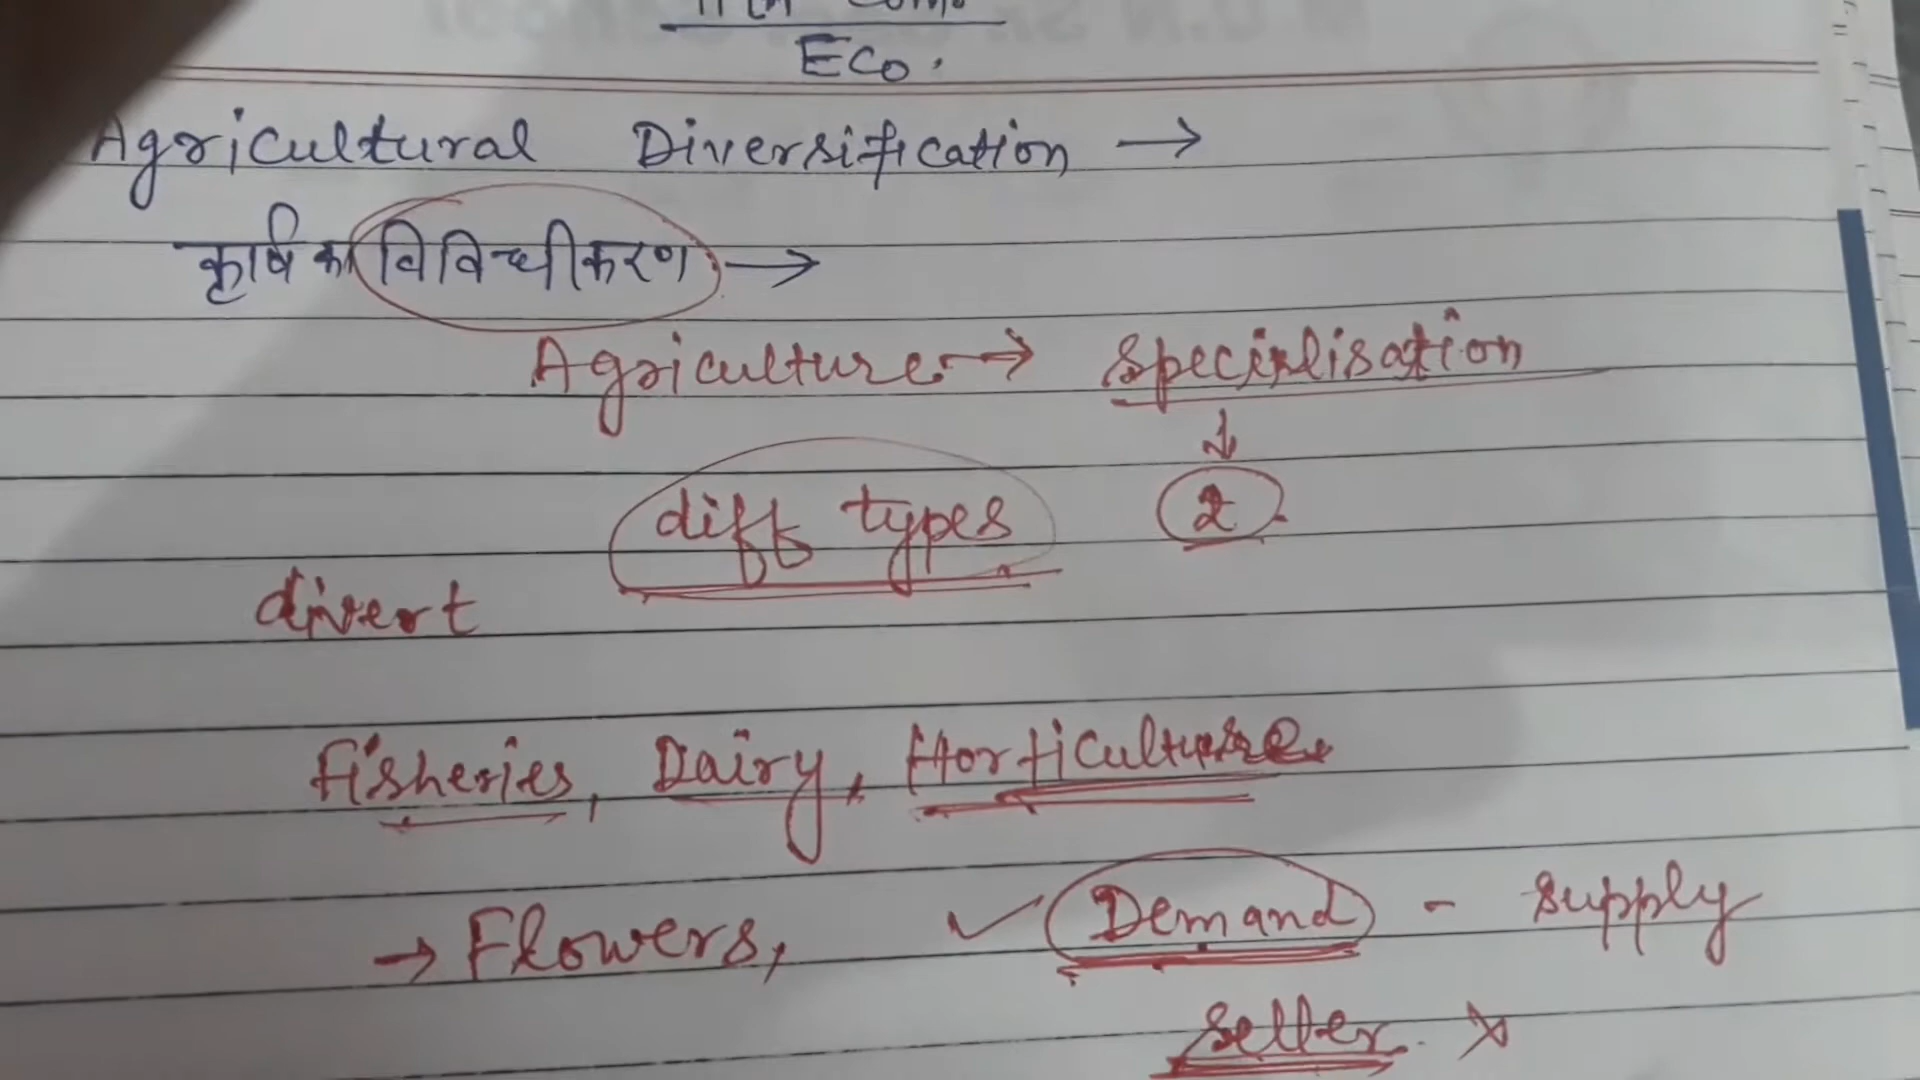 Eco.
Agricultural Diversification →
कृषि का विविधीकरण →
Agriculture → Specialisation
↓
diff types 2
divert
Fisheries, Dairy, Horticulture
→ Flowers, ✓ Demand - Supply
Seller x